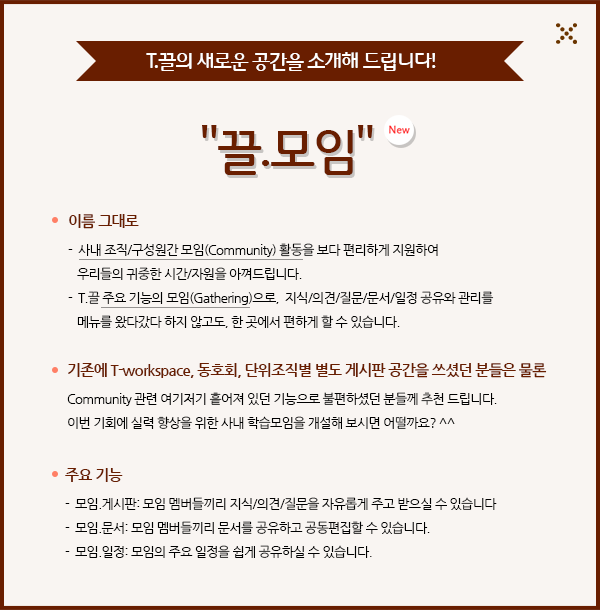 T.끌의 새로운 공간을 소개해 드립니다!
"끌.모임"
New
이름 그대로
- 사내 조직/구성원간 모임(Community) 활동을 보다 편리하게 지원하여
우리들의 귀중한 시간/자원을 아껴드립니다.
- T.끌 주요 기능의 모임(Gathering)으로, 지식/의견/질문/문서/일정 공유와 관리를
메뉴를 왔다갔다 하지 않고도, 한 곳에서 편하게 할 수 있습니다.
기존에 T-workspace, 동호회, 단위조직별 별도 게시판 공간을 쓰셨던 분들은 물론
Community 관련 여기저기 흩어져 있던 기능으로 불편하셨던 분들께 추천 드립니다.
이번 기회에 실력 향상을 위한 사내 학습모임을 개설해 보시면 어떨까요? ^^
주요 기능
- 모임.게시판: 모임 멤버들끼리 지식/의견/질문을 자유롭게 주고 받으실 수 있습니다
- 모임.문서: 모임 멤버들끼리 문서를 공유하고 공동편집할 수 있습니다.
- 모임.일정: 모임의 주요 일정을 쉽게 공유하실 수 있습니다.